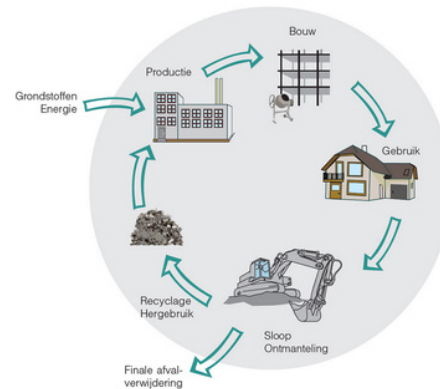 Bouw
Productie
Grondstoffen
Energie
Gebruik
Recyclage
Hergebruik
Sloop
Ontmanteling
Finale afval-
verwijdering